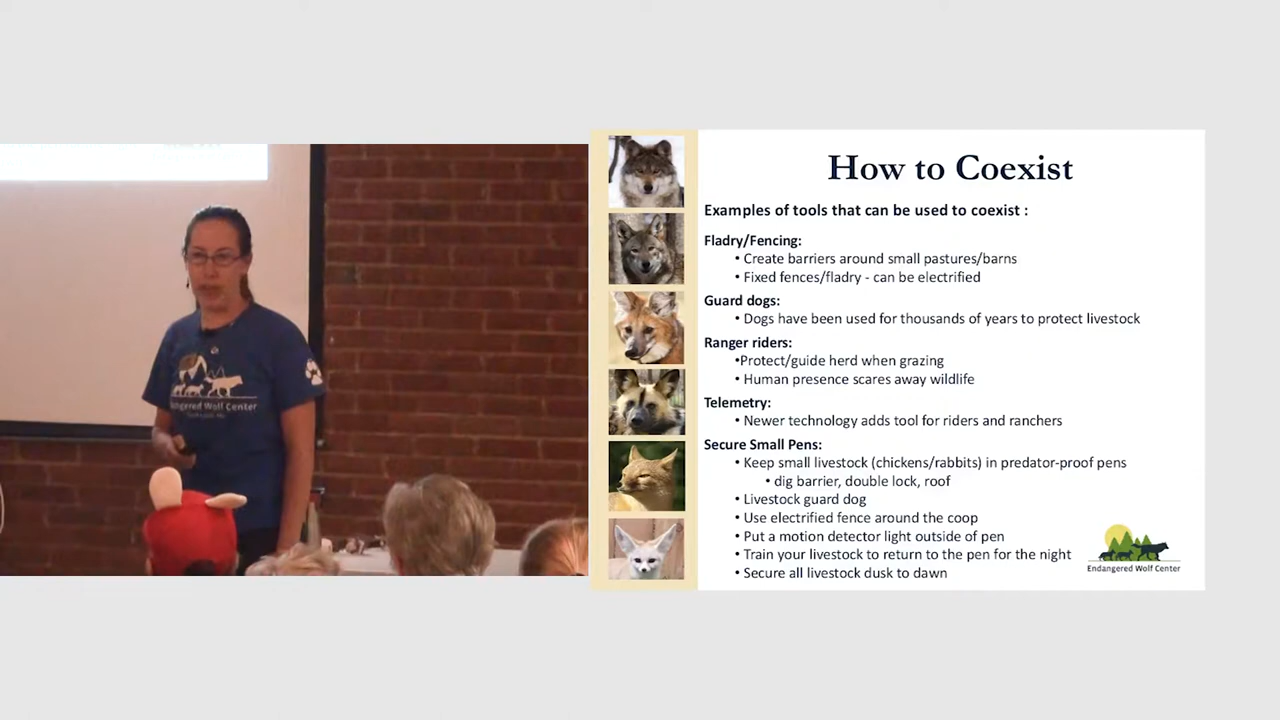 How to Coexist
Examples of tools that can be used to coexist :
Fladry/Fencing:
• Create barriers around small pastures/barns
• Fixed fences/fladry - can be electrified
Guard dogs:
• Dogs have been used for thousands of years to protect livestock
Ranger riders:
•Protect/guide herd when grazing
• Human presence scares away wildlife
Telemetry:
• Newer technology adds tool for riders and ranchers
Secure Small Pens:
• Keep small livestock (chickens/rabbits) in predator-proof pens
• dig barrier, double lock, roof
• Livestock guard dog
• Use electrified fence around the coop
• Put a motion detector light outside of pen
• Train your livestock to return to the pen for the night
• Secure all livestock dusk to dawn
Endangered Wolf Center
Endangered Wolf Center